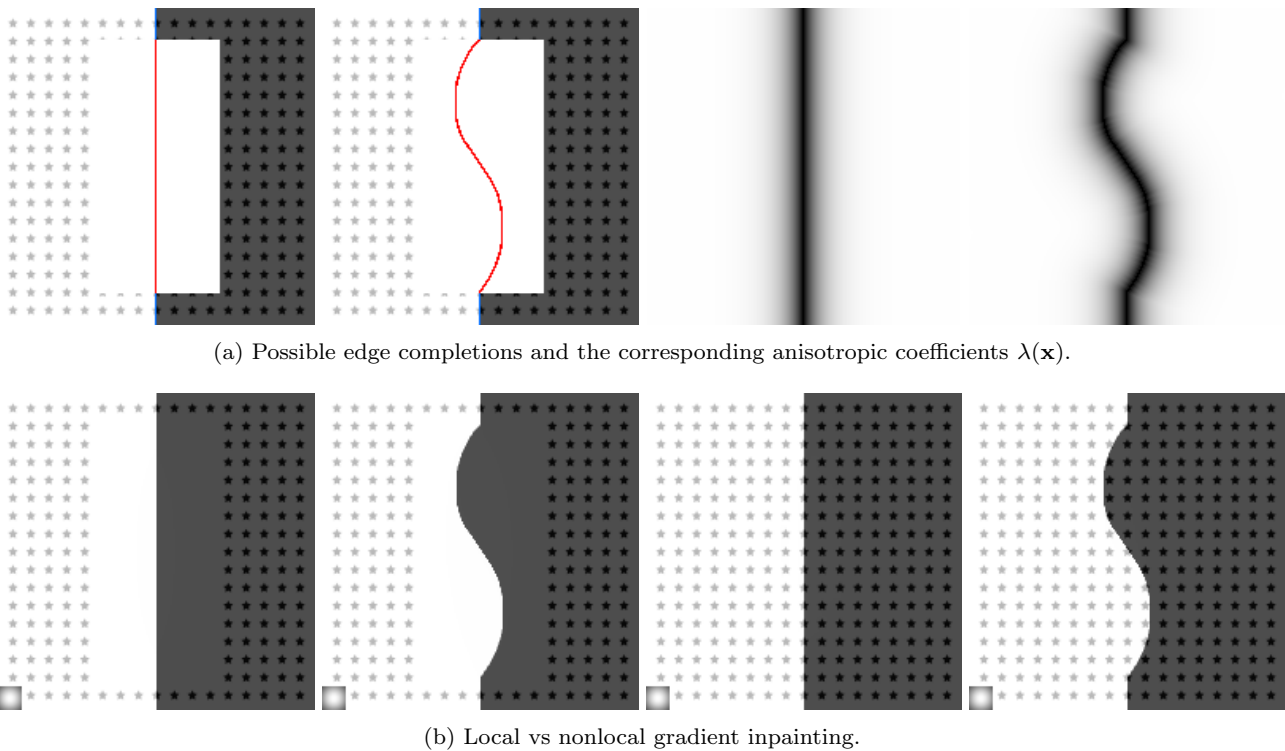 (a) Possible edge completions and the corresponding anisotropic coefficients λ(𝐱).
(b) Local vs nonlocal gradient inpainting.